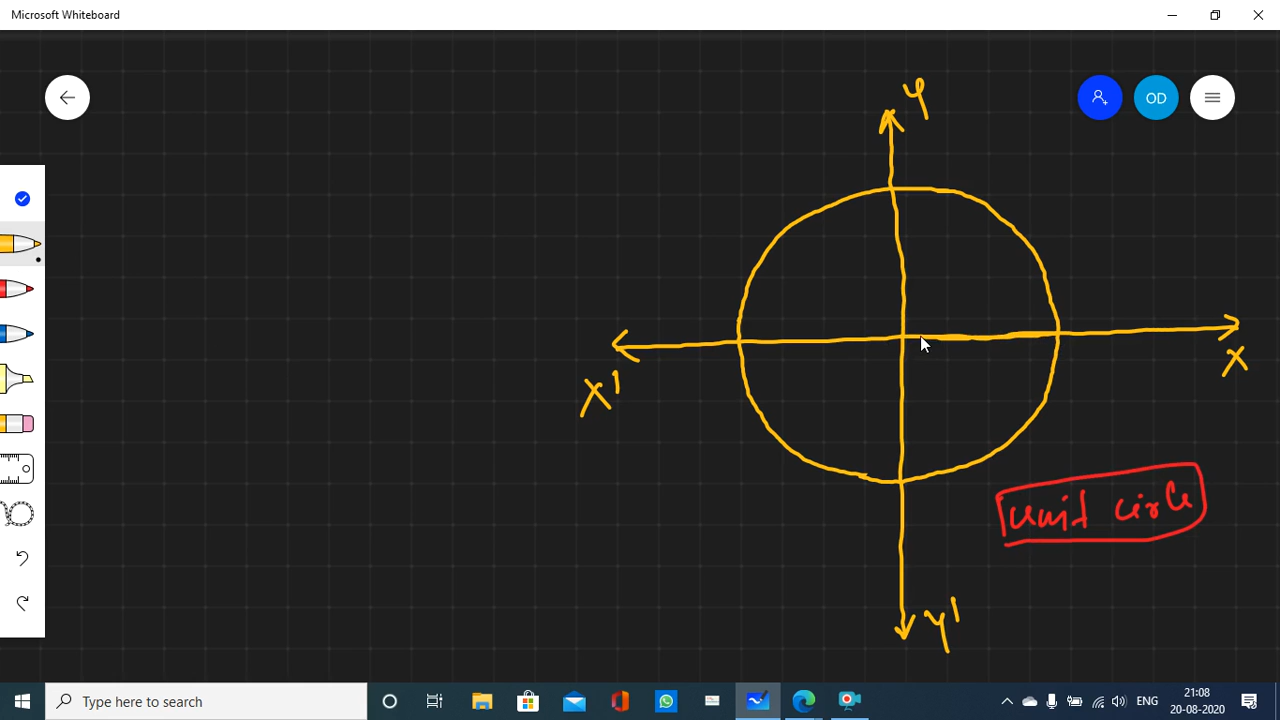 Microsoft Whiteboard
Y
OD
X
X'
unit circle
Y'
Type here to search
ENG
21:08
20-08-2020